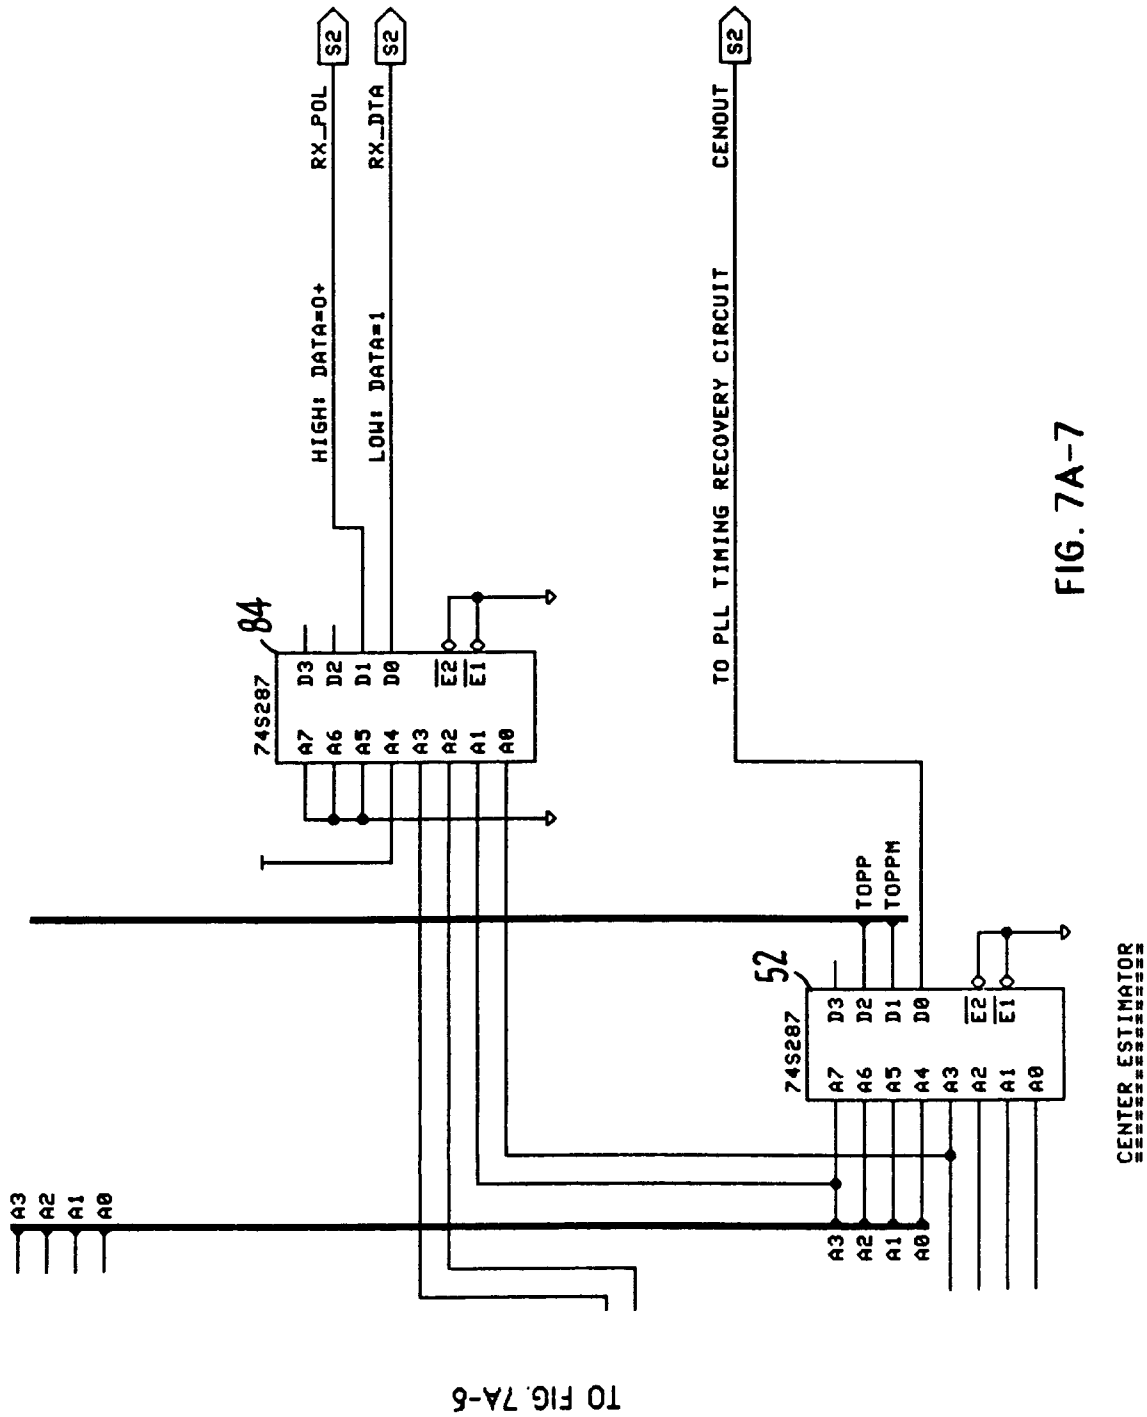 S2
RX_POL
HIGH: DATA=0+
S2
RX_DTA
LOW: DATA=1
S2
CENOUT
TO PLL TIMING RECOVERY CIRCUIT
84
74S287
A7 D3
A6 D2
A5 D1
A4 D0
A3
A2 E2
A1 E1
A0
TOPP
TOPPM
52
74S287
A7 D3
A6 D2
A5 D1
A4 D0
A3
A2 E2
A1 E1
A0
A3
A2
A1
A0
A3
A2
A1
A0
CENTER ESTIMATOR
TO FIG. 7A-6
FIG. 7A-7